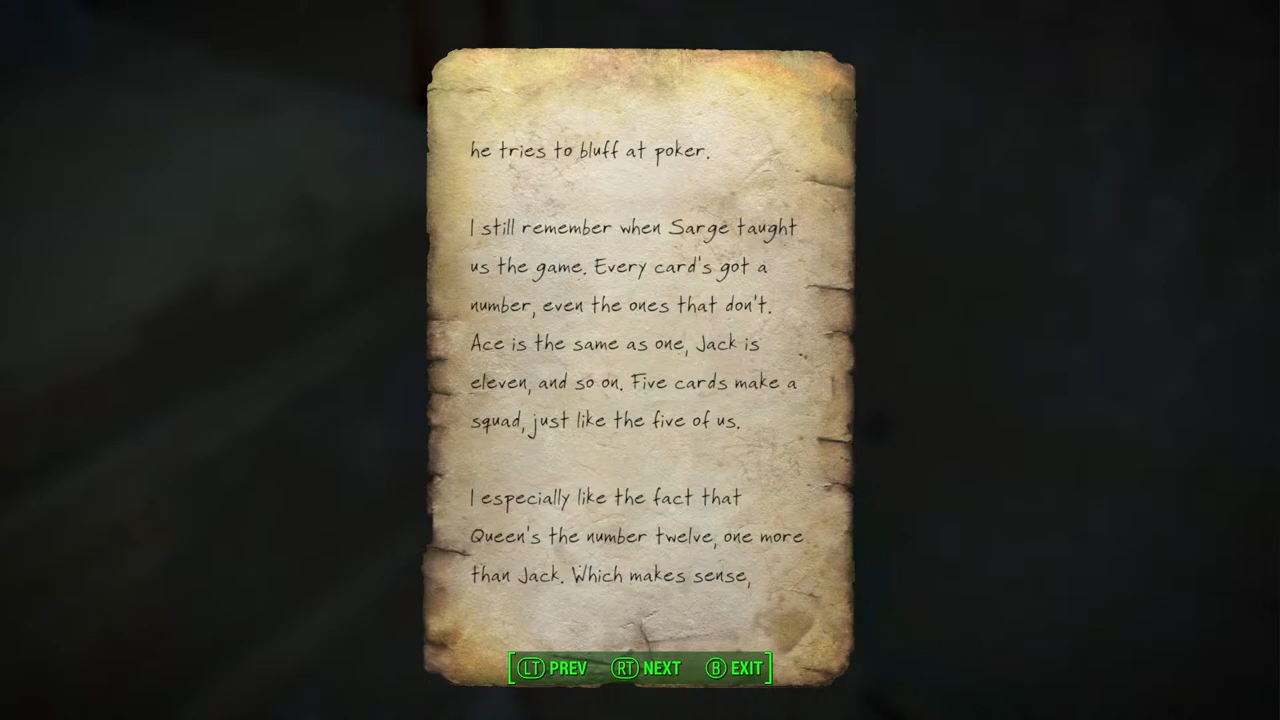 he tries to bluff at poker.
I still remember when Sarge taught
us the game. Every card's got a
number, even the ones that don't.
Ace is the same as one, Jack is
eleven, and so on. Five cards make a
squad, just like the five of us.
I especially like the fact that
Queen's the number twelve, one more
than Jack. Which makes sense,
LT PREV RT NEXT B EXIT